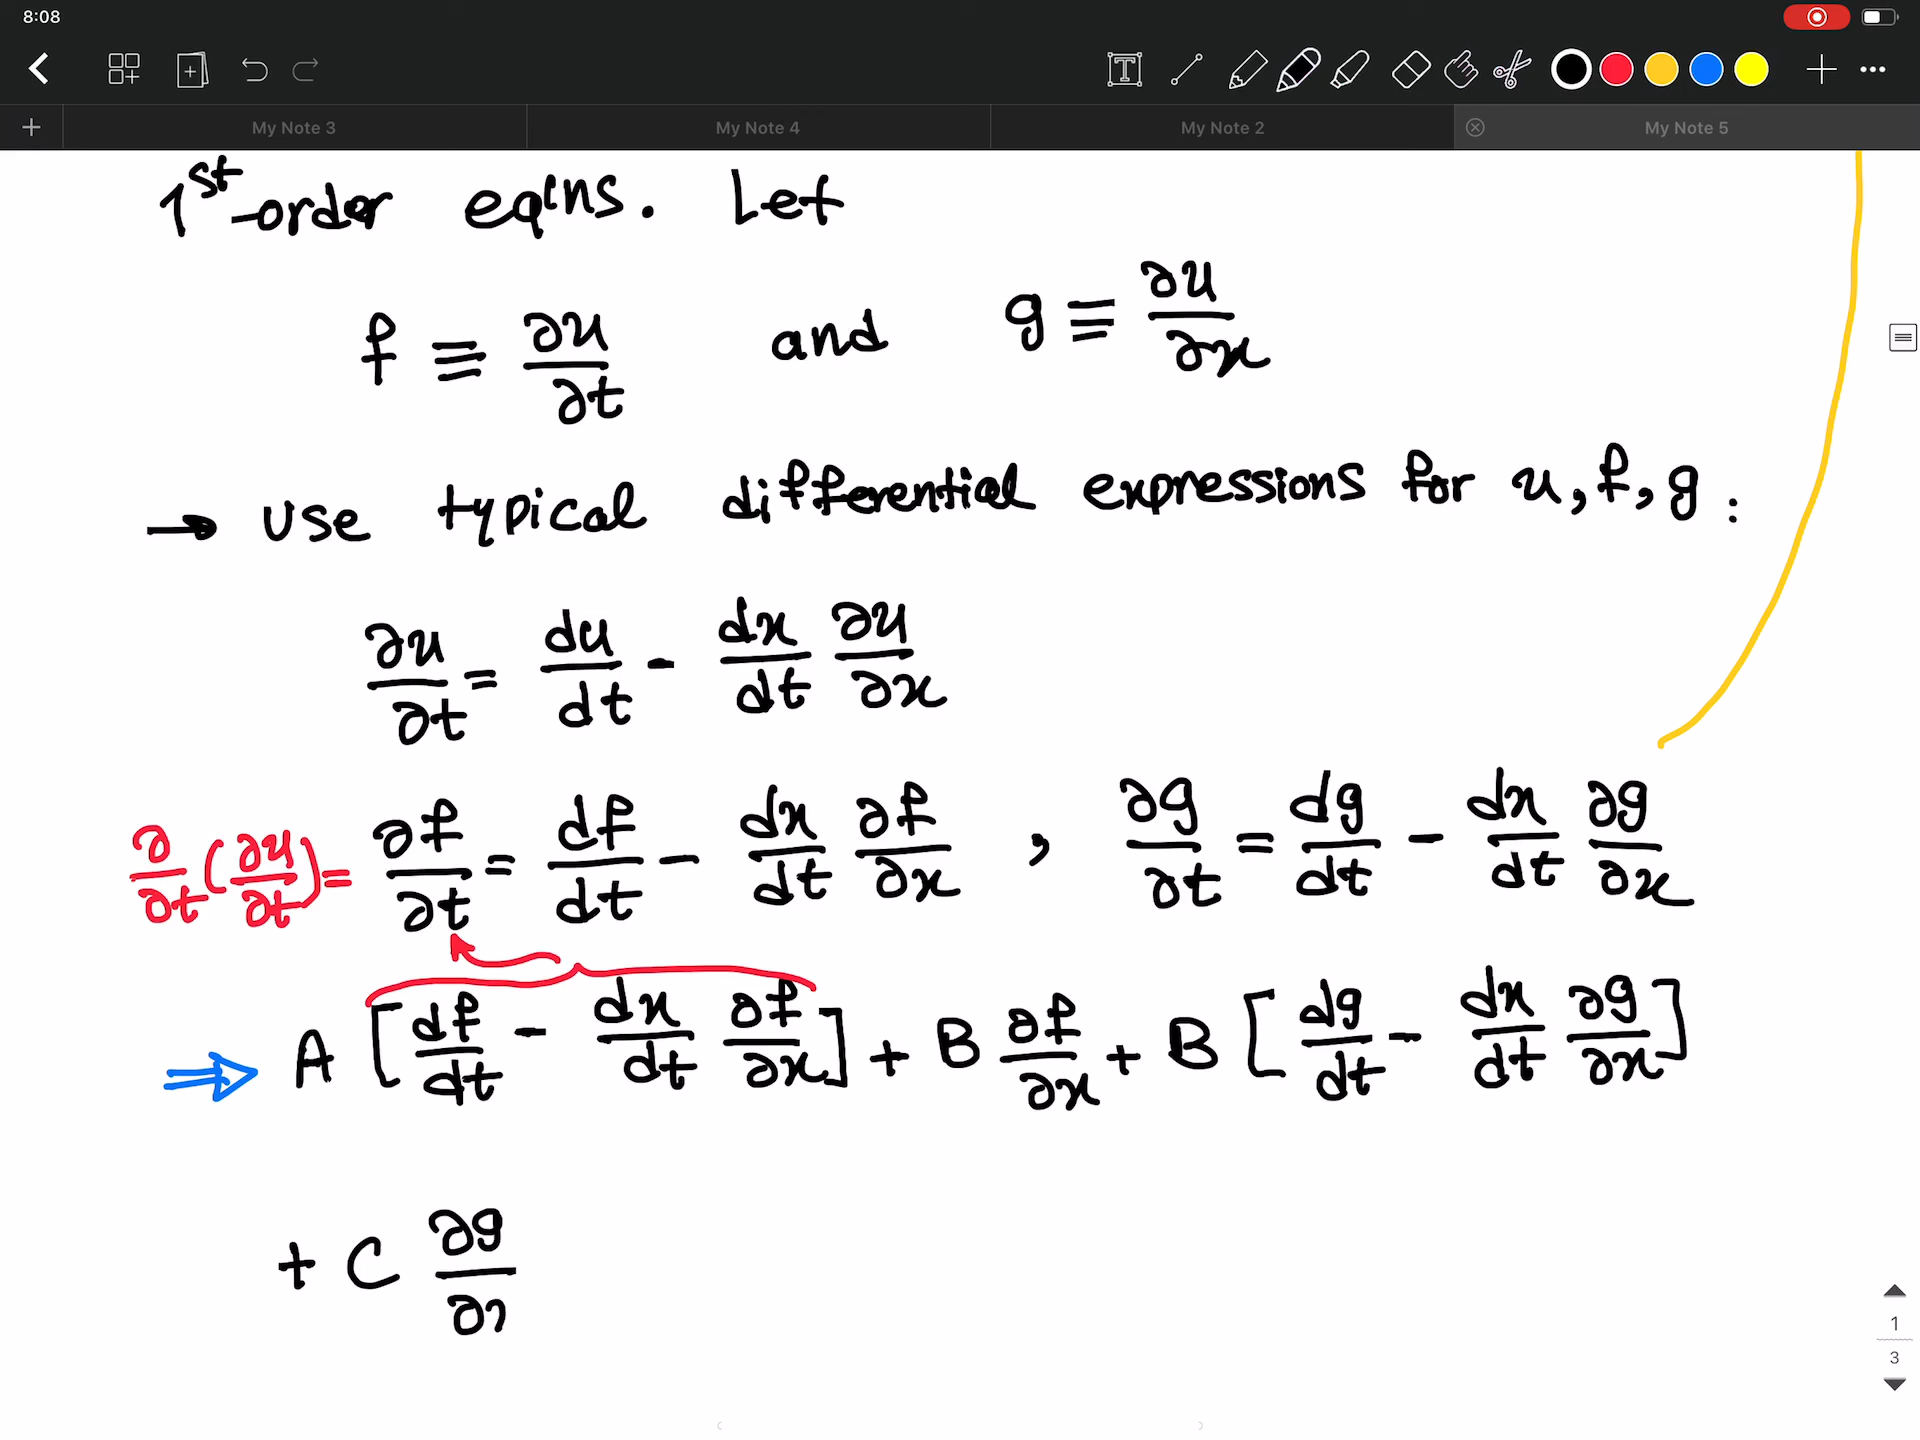 8:08
My Note 3 My Note 4 My Note 2 My Note 5
1st-order eqtns. Let
f ≡ ∂u/∂t and g ≡ ∂u/∂x
→ Use typical differential expressions for u, f, g :
∂u/∂t = du/dt - dx/dt ∂u/∂x
∂/∂t (∂u/∂t) = ∂f/∂t = df/dt - dx/dt ∂f/∂x , ∂g/∂t = dg/dt - dx/dt ∂g/∂x
⇒ A [df/dt - dx/dt ∂f/∂x] + B ∂f/∂x + B [dg/dt - dx/dt ∂g/∂x]
+ C ∂g/∂
1
3